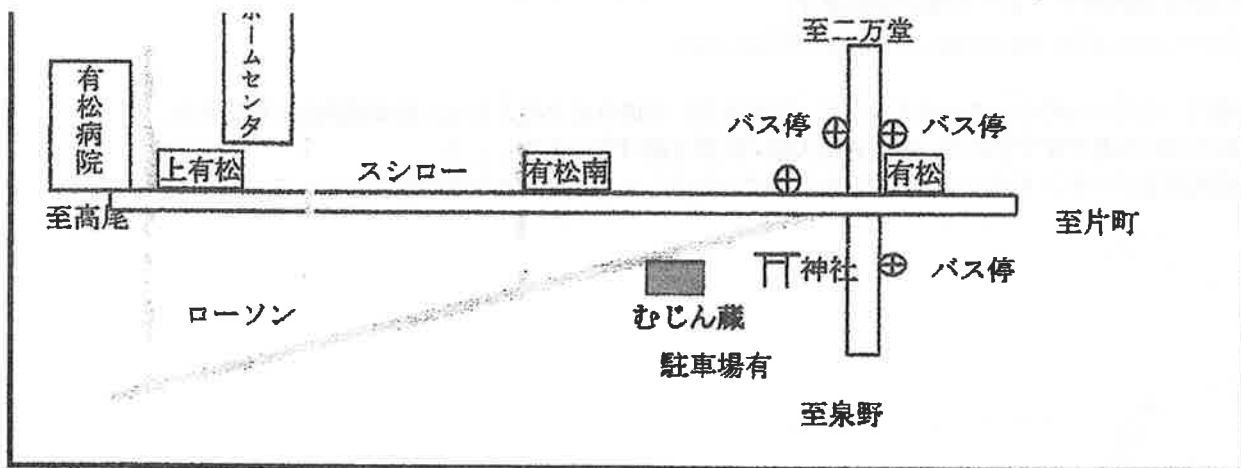 ホームセンタ
至二万堂
有松病院
バス停
バス停
上有松
スシロー
有松南
有松
至高尾
至片町
神社
バス停
ローソン
むじん蔵
駐車場有
至泉野